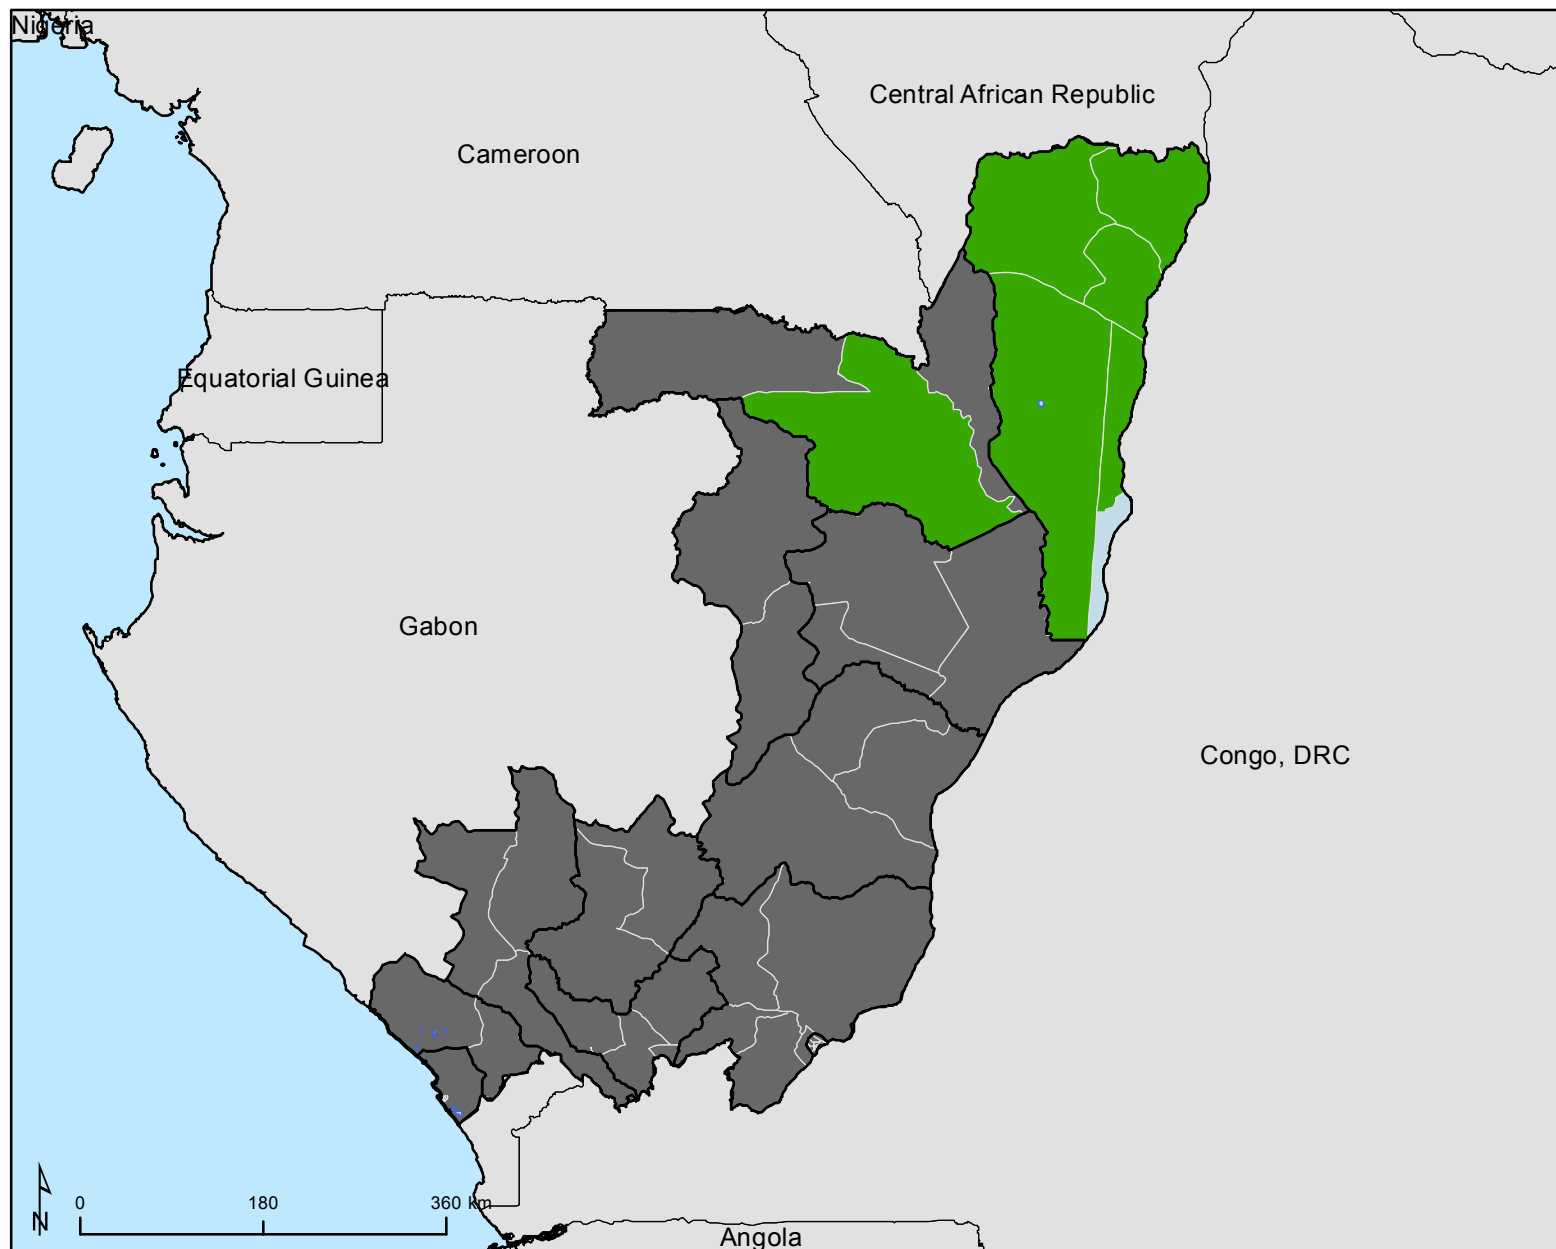 Nigeria
Central African Republic
Cameroon
Equatorial Guinea
Gabon
Congo, DRC
N
0 180 360 km
Angola